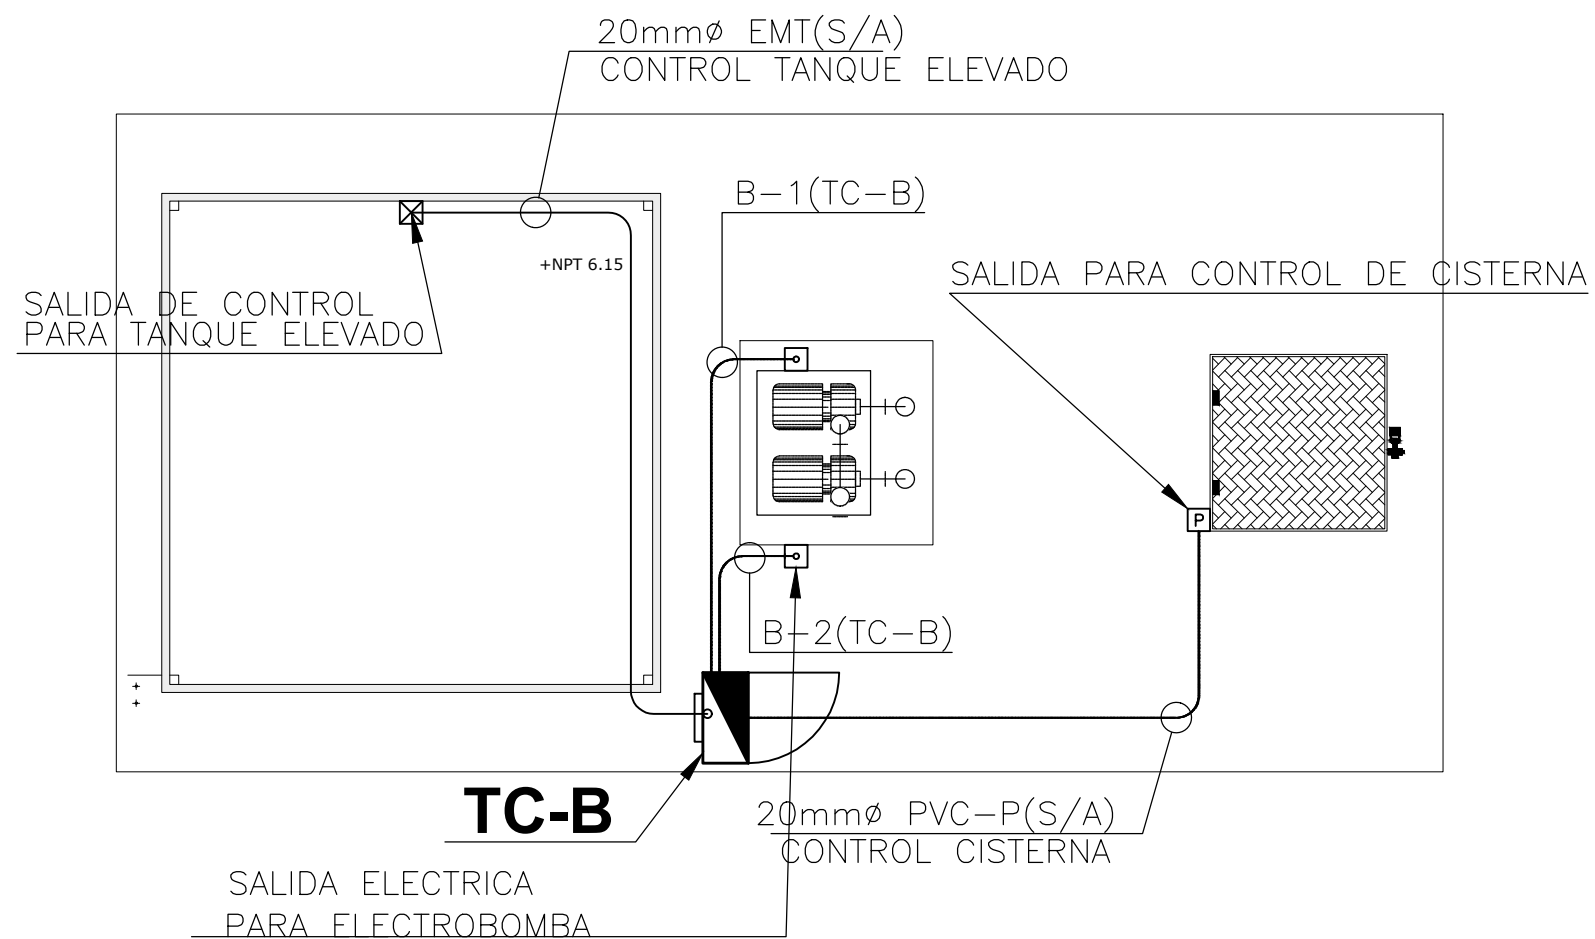 20mmø EMT(S/A)
CONTROL TANQUE ELEVADO
B-1(TC-B)
+NPT 6.15
SALIDA PARA CONTROL DE CISTERNA
SALIDA DE CONTROL
PARA TANQUE ELEVADO
P
B-2(TC-B)
TC-B
20mmø PVC-P(S/A)
CONTROL CISTERNA
SALIDA ELECTRICA
PARA ELECTROBOMBA